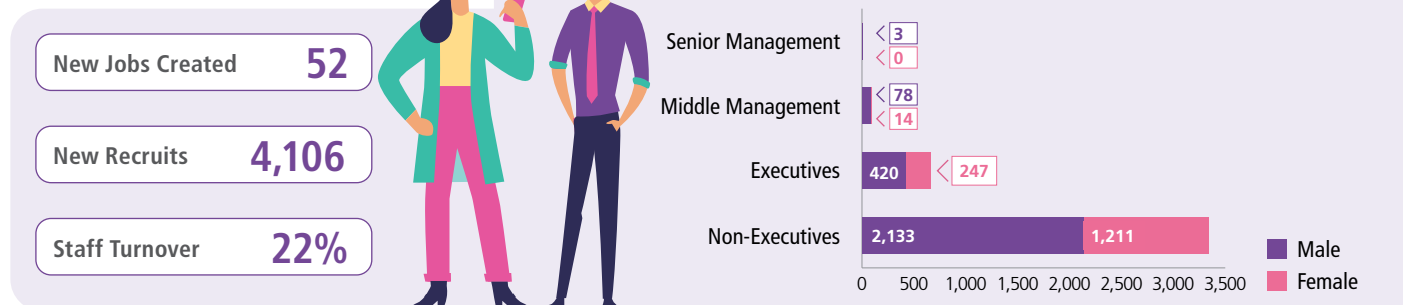 New Jobs Created 52
New Recruits 4,106
Staff Turnover 22%
Senior Management 3
0
Middle Management 78
14
Executives 420 247
Non-Executives 2,133 1,211
0 500 1,000 1,500 2,000 2,500 3,000 3,500
Male
Female